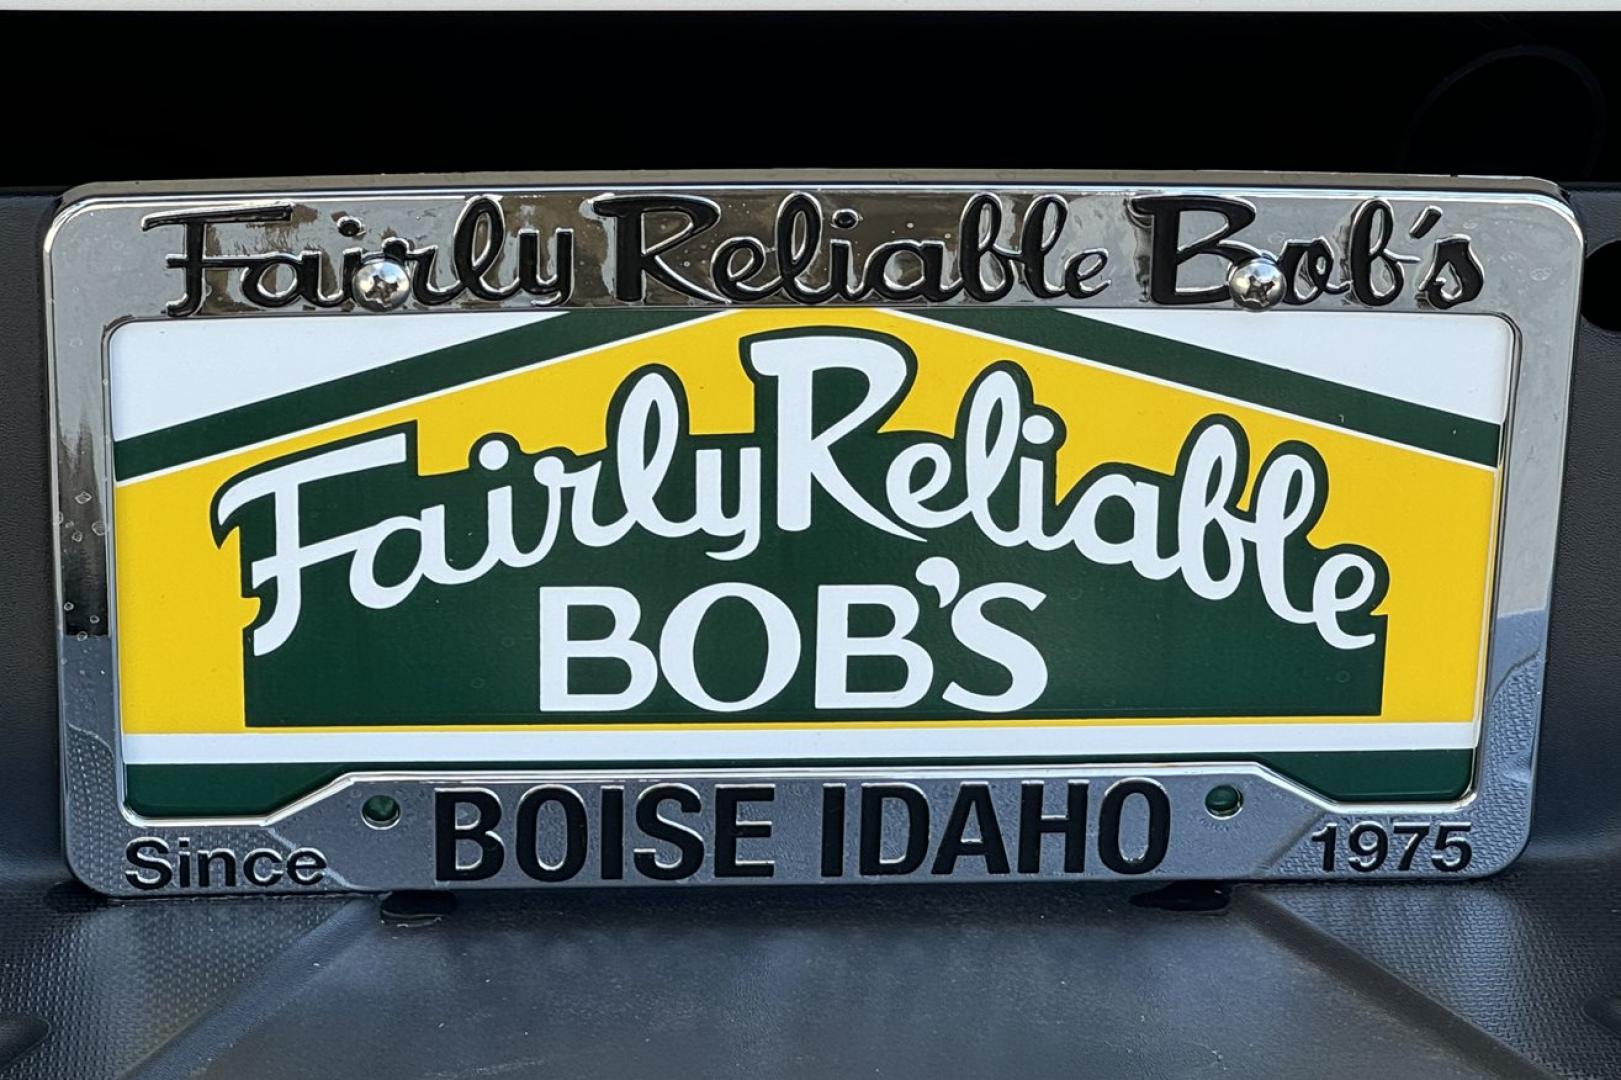 Fairly Reliable Bob's
Fairly Reliable
BOB'S
BOISE IDAHO
Since
1975